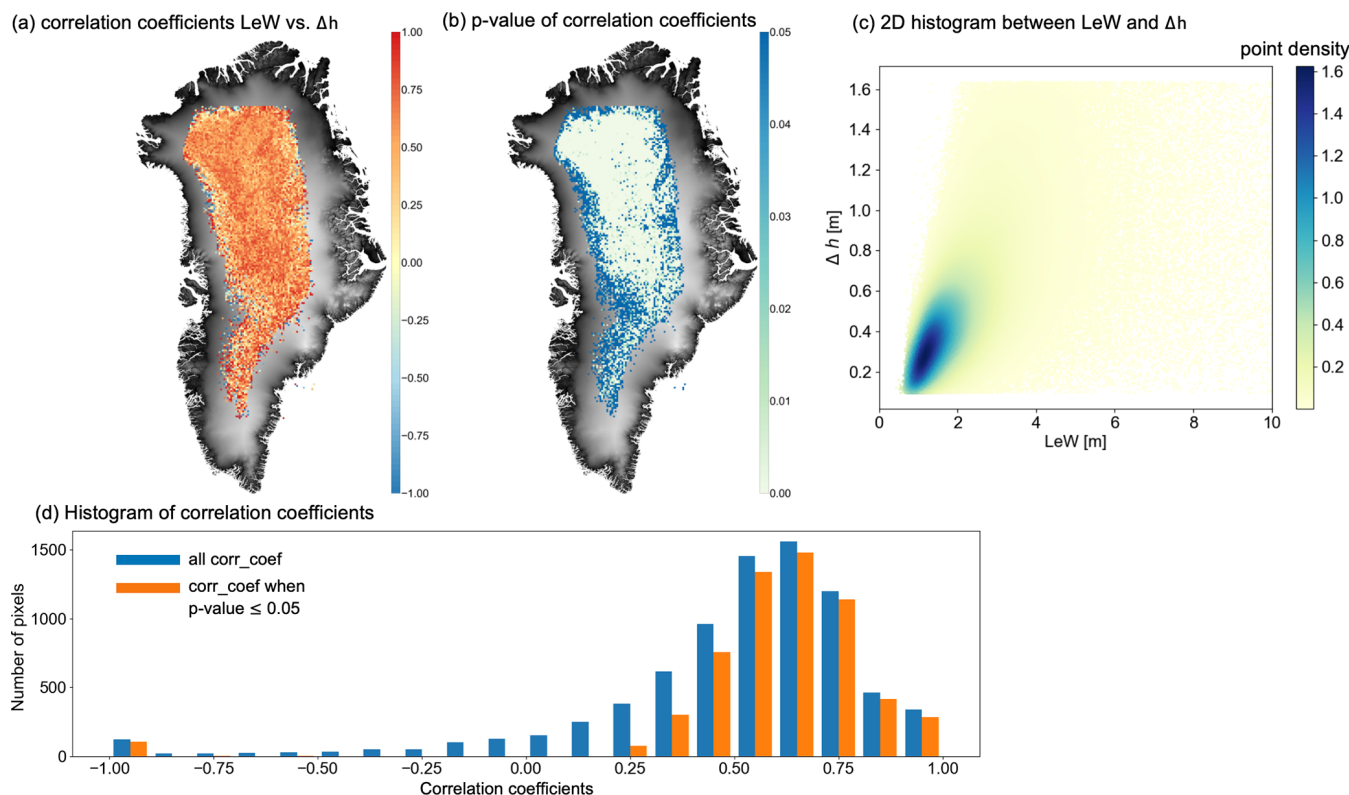 (a) correlation coefficients LeW vs. Δh
(b) p-value of correlation coefficients
(c) 2D histogram between LeW and Δh
1.00
0.75
0.50
0.25
0.00
−0.25
−0.50
−0.75
−1.00
0.05
0.04
0.03
0.02
0.01
0.00
point density
1.6
1.4
1.2
1.0
0.8
0.6
0.4
0.2
Δ h [m]
1.6
1.4
1.2
1.0
0.8
0.6
0.4
0.2
0 2 4 6 8 10
LeW [m]
(d) Histogram of correlation coefficients
all corr_coef
corr_coef when
p-value ≤ 0.05
Number of pixels
1500
1000
500
0
−1.00 −0.75 −0.50 −0.25 0.00 0.25 0.50 0.75 1.00
Correlation coefficients